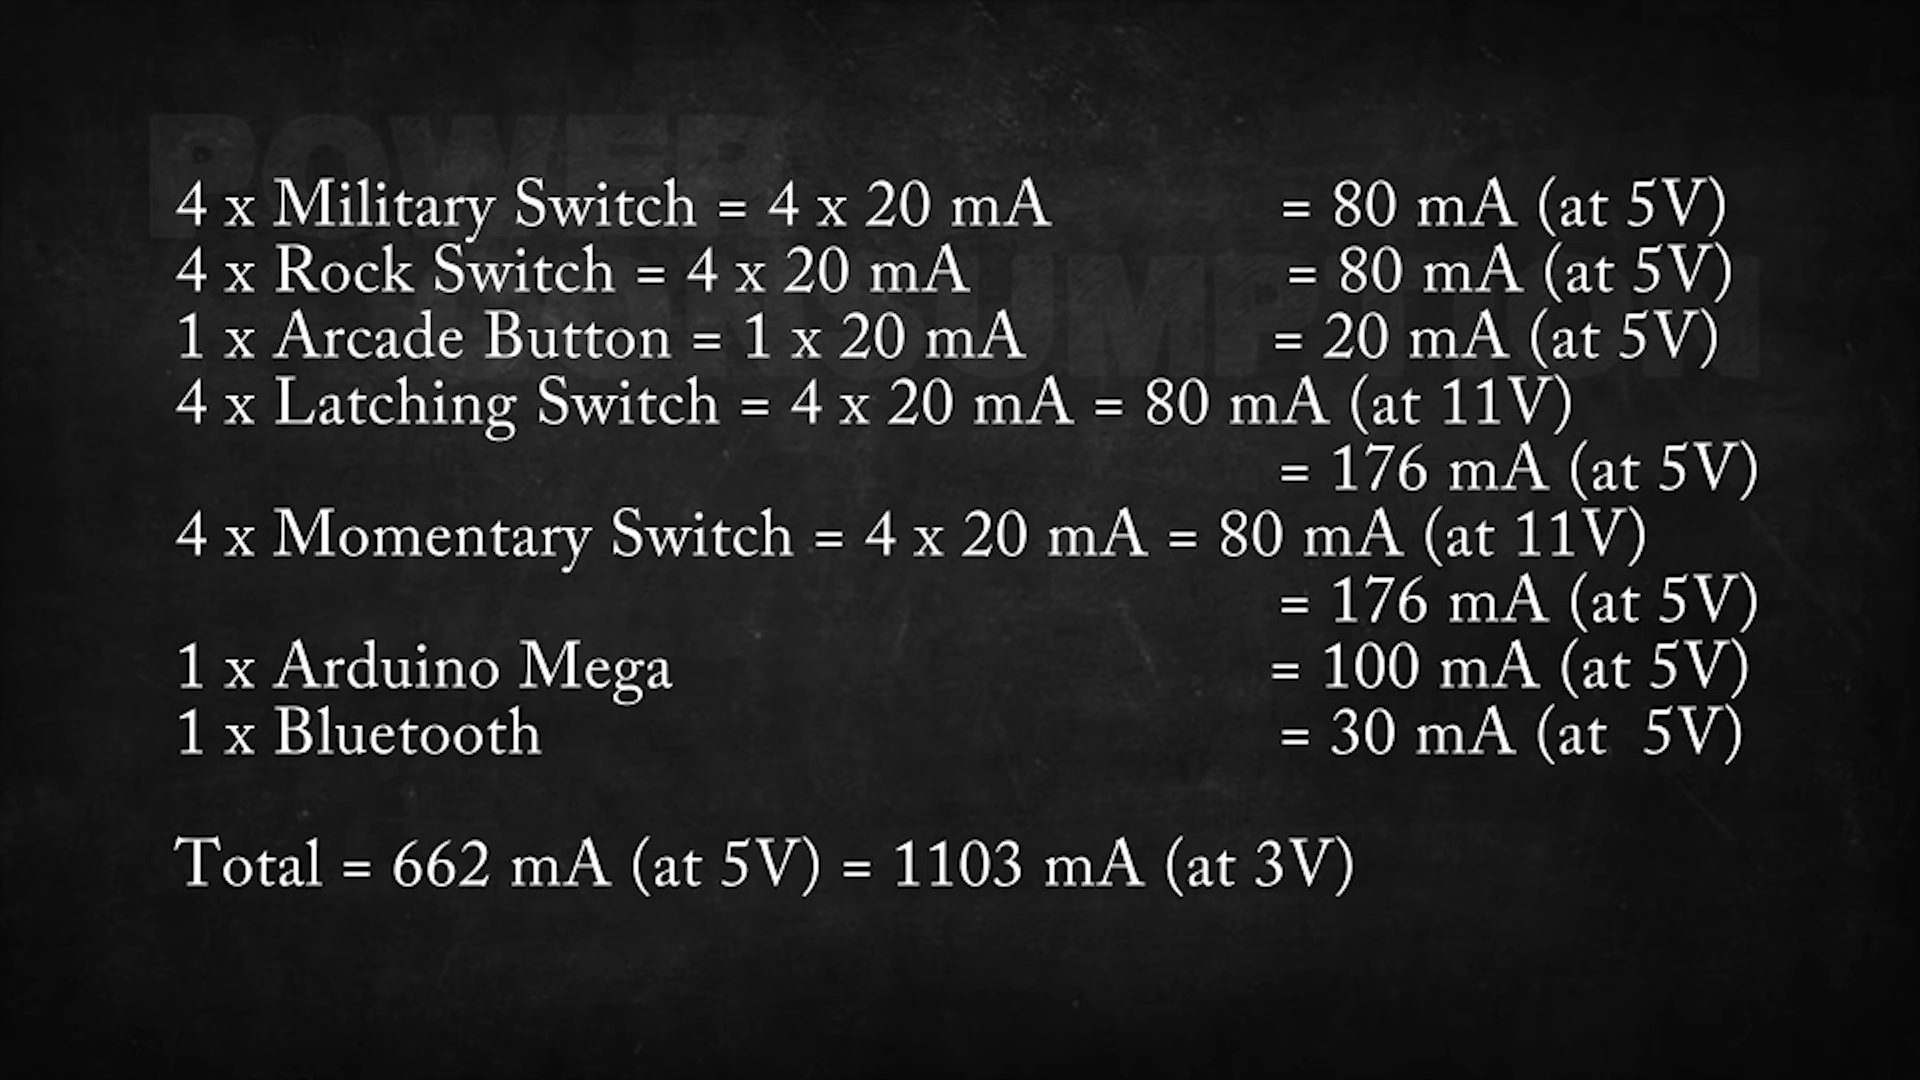 POWER
CONSUMPTION
4 x Military Switch = 4 x 20 mA = 80 mA (at 5V)
4 x Rock Switch = 4 x 20 mA = 80 mA (at 5V)
1 x Arcade Button = 1 x 20 mA = 20 mA (at 5V)
4 x Latching Switch = 4 x 20 mA = 80 mA (at 11V)
= 176 mA (at 5V)
4 x Momentary Switch = 4 x 20 mA = 80 mA (at 11V)
= 176 mA (at 5V)
1 x Arduino Mega = 100 mA (at 5V)
1 x Bluetooth = 30 mA (at 5V)
Total = 662 mA (at 5V) = 1103 mA (at 3V)